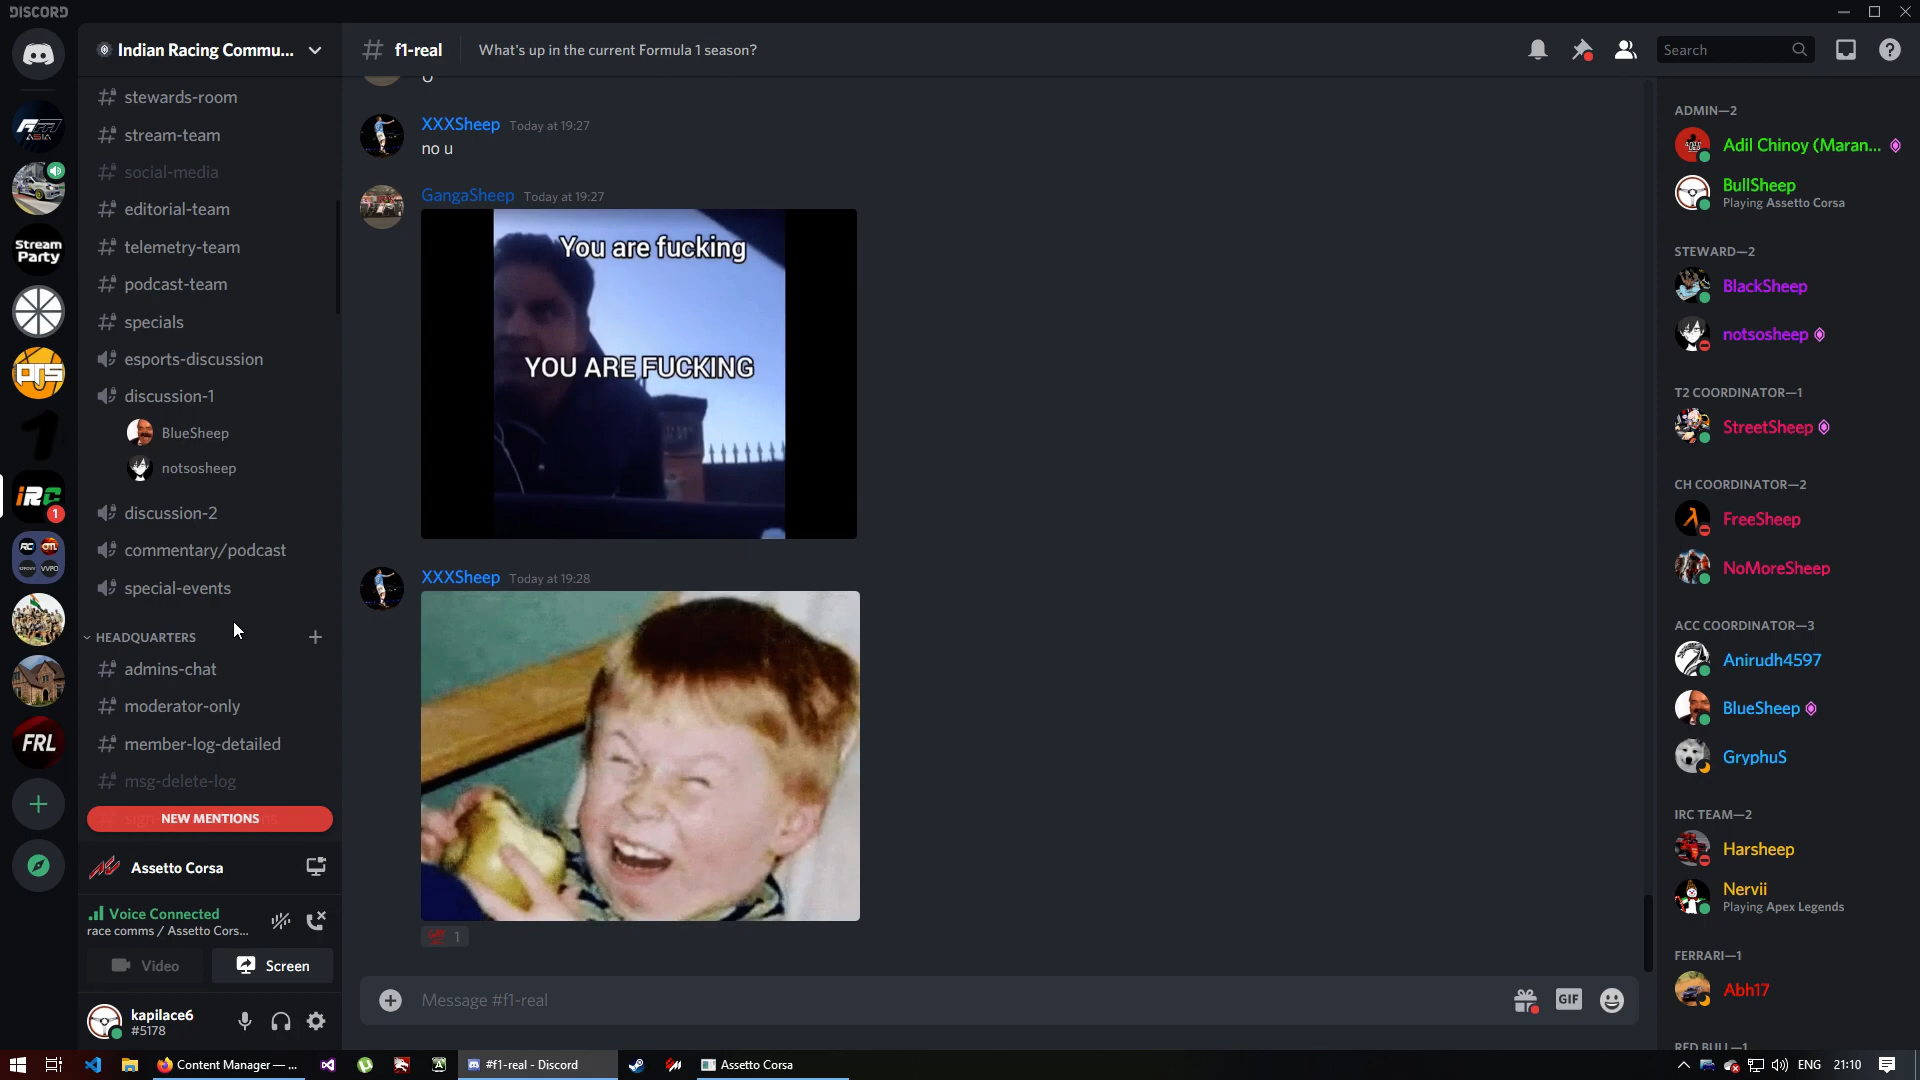 DISCORD
Indian Racing Commu...
f1-real
What's up in the current Formula 1 season?
Search
stewards-room
stream-team
social-media
editorial-team
telemetry-team
podcast-team
specials
esports-discussion
discussion-1
BlueSheep
notsosheep
discussion-2
commentary/podcast
special-events
HEADQUARTERS
admins-chat
moderator-only
member-log-detailed
msg-delete-log
NEW MENTIONS
Assetto Corsa
Voice Connected
race comms / Assetto Cors...
Video
Screen
kapilace6
#5178
Stream
Party
iRC
1
FRL
XXXSheep Today at 19:27
no u
GangaSheep Today at 19:27
You are fucking
YOU ARE FUCKING
XXXSheep Today at 19:28
1
Message #f1-real
GIF
ADMIN—2
Adil Chinoy (Maran...
BullSheep
Playing Assetto Corsa
STEWARD—2
BlackSheep
notsosheep
T2 COORDINATOR—1
StreetSheep
CH COORDINATOR—2
FreeSheep
NoMoreSheep
ACC COORDINATOR—3
Anirudh4597
BlueSheep
GryphuS
IRC TEAM—2
Harsheep
Nervii
Playing Apex Legends
FERRARI—1
Abh17
RED BULL—1
Content Manager — ...
#f1-real - Discord
Assetto Corsa
ENG
21:10